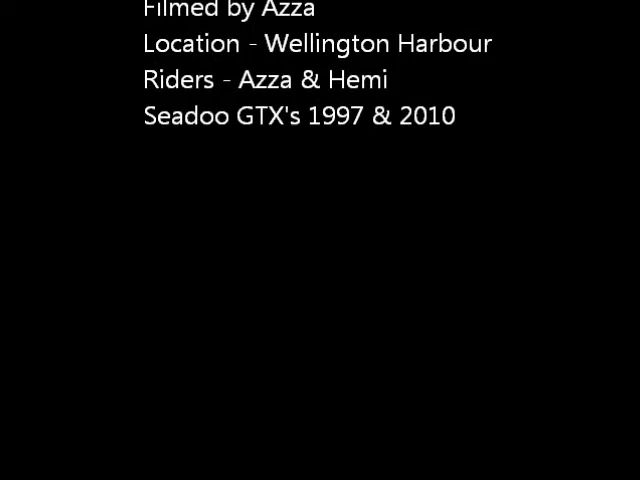 Filmed by Azza
Location - Wellington Harbour
Riders - Azza & Hemi
Seadoo GTX's 1997 & 2010